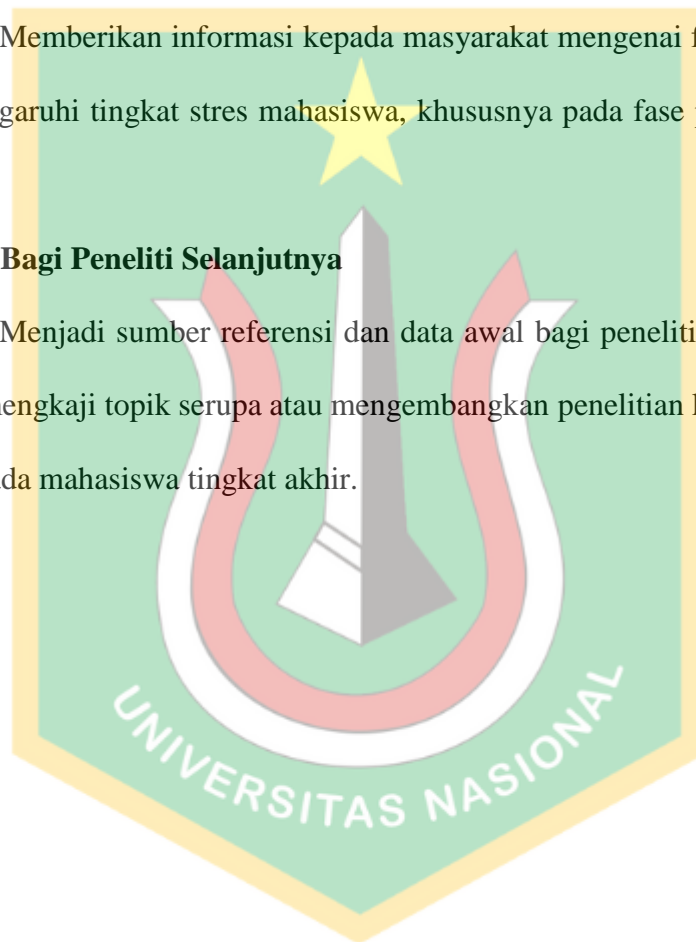 Memberikan informasi kepada masyarakat mengenai
garuhi tingkat stres mahasiswa, khususnya pada fase
Bagi Peneliti Selanjutnya
Menjadi sumber referensi dan data awal bagi peneliti
engkaji topik serupa atau mengembangkan penelitian
da mahasiswa tingkat akhir.
UNIVERSITAS NASIONAL